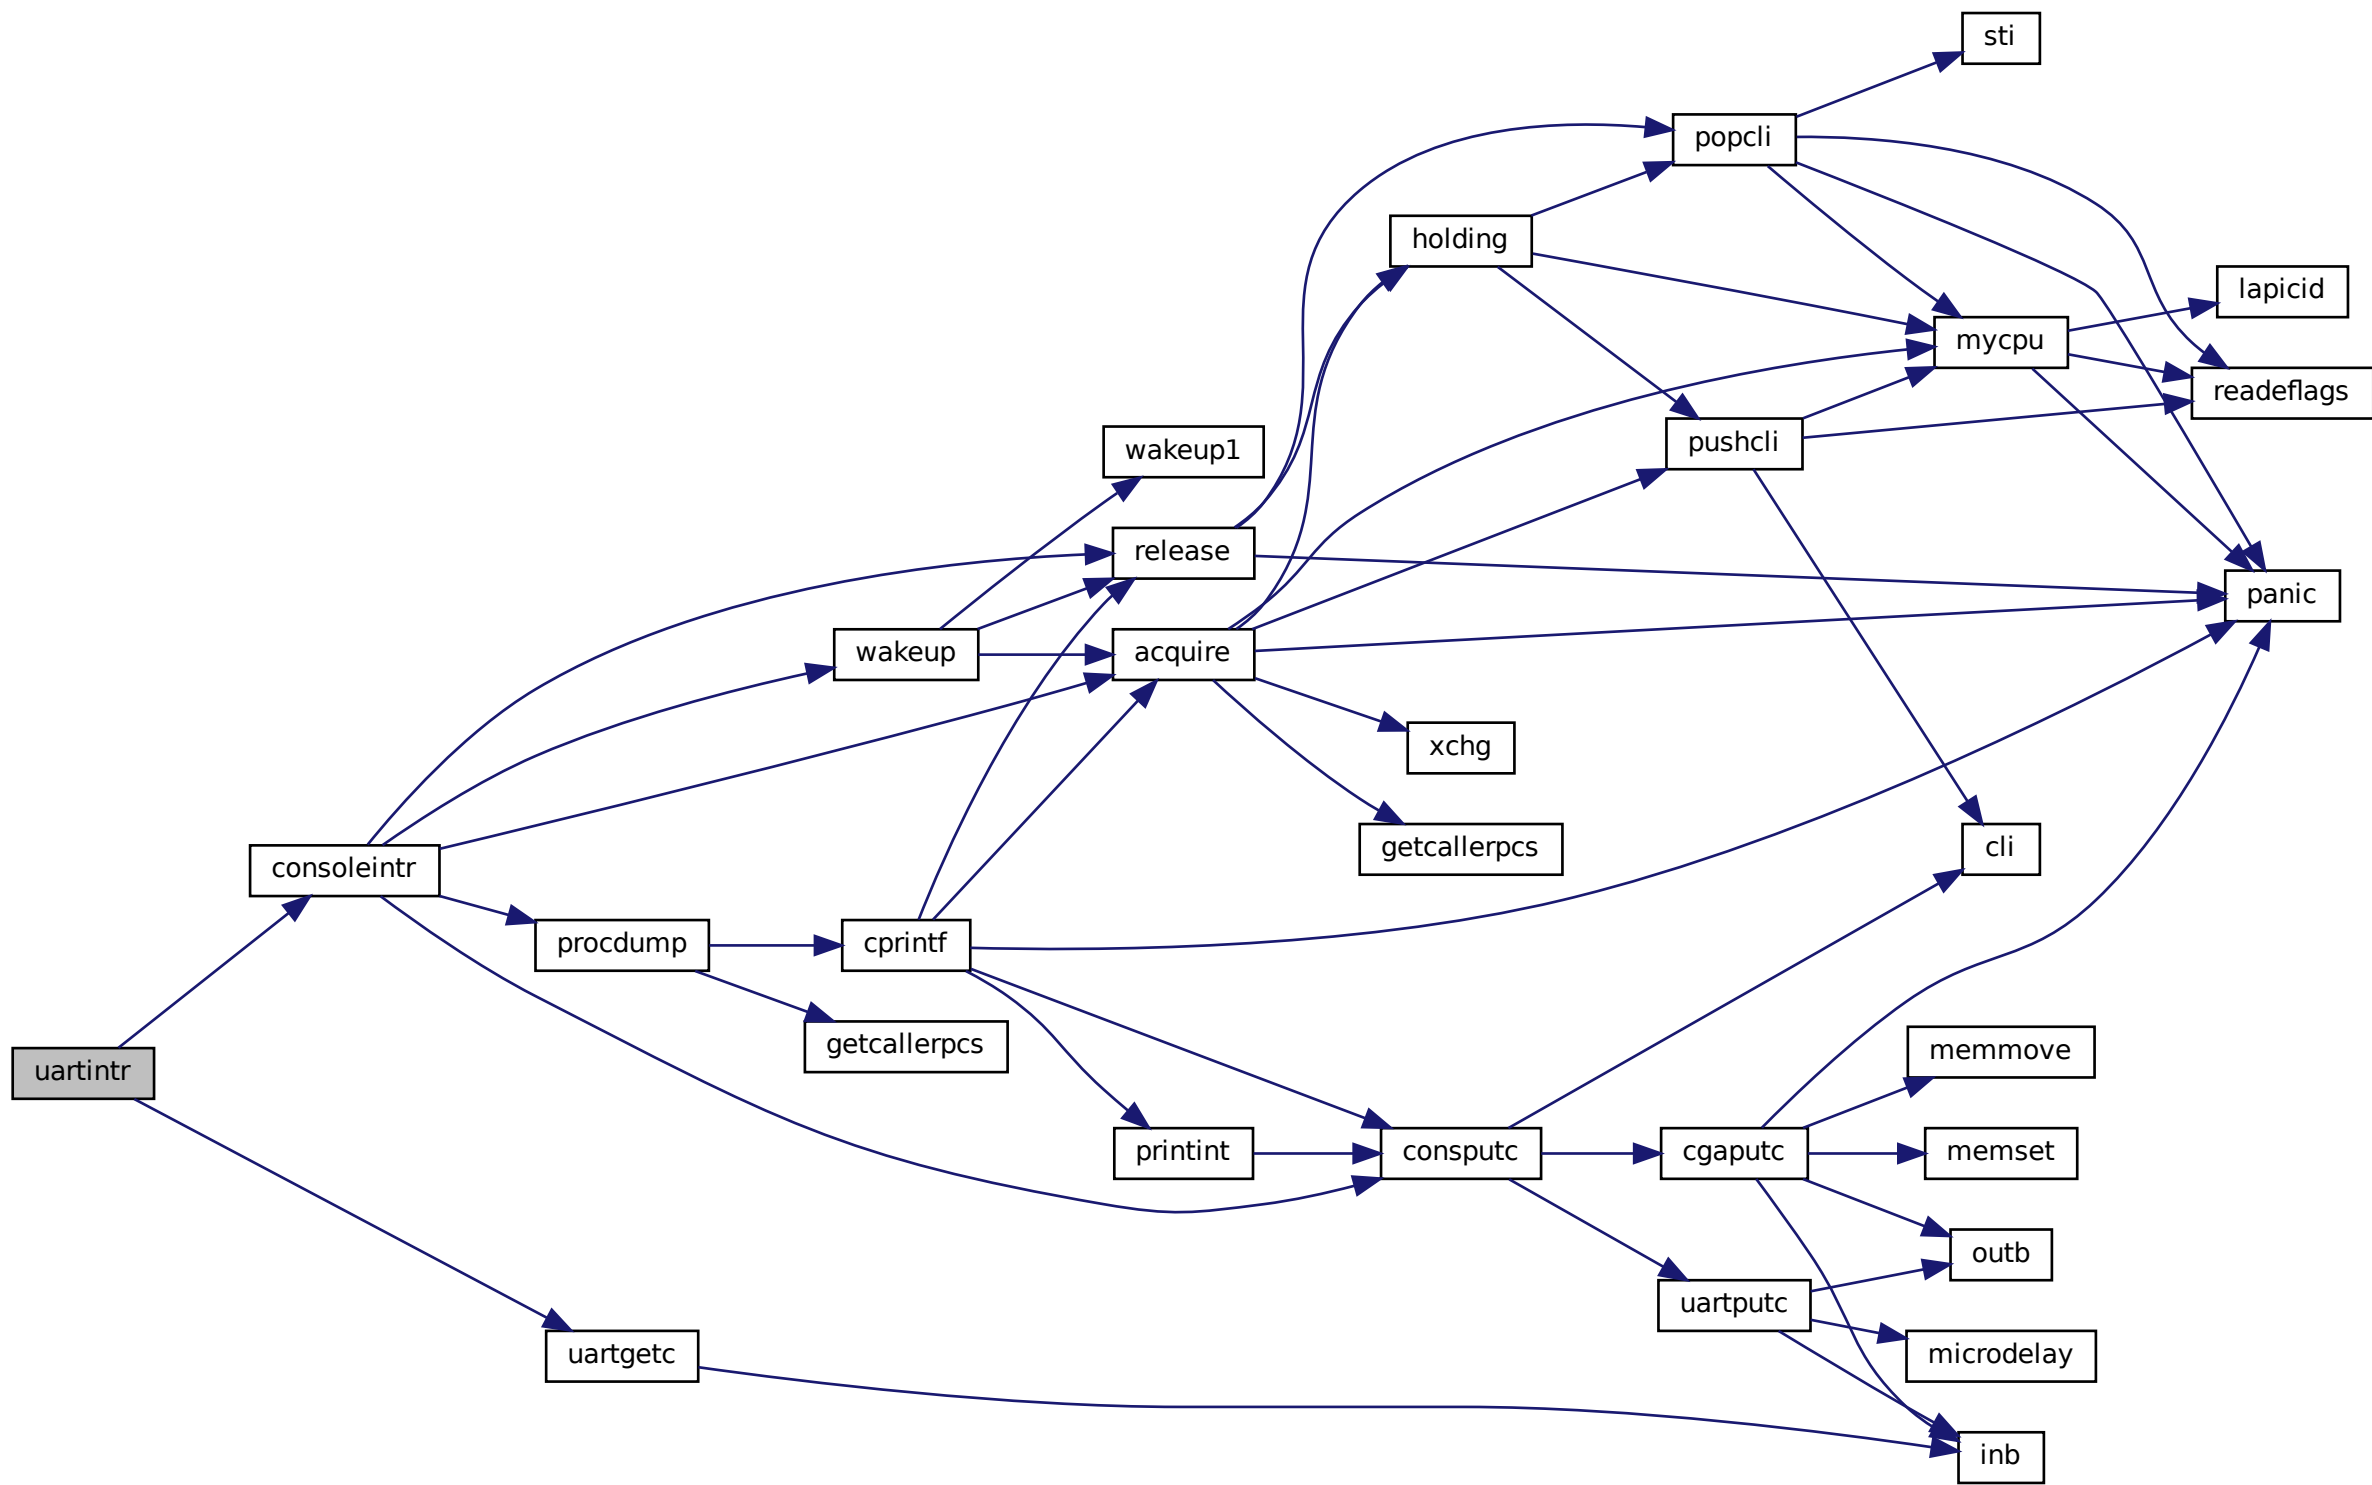 sti
popcli
holding
lapicid
mycpu
readeflags
wakeup1
pushcli
release
panic
wakeup
acquire
xchg
getcallerpcs
cli
consoleintr
procdump
cprintf
getcallerpcs
memmove
uartintr
printint
consputc
cgaputc
memset
outb
uartputc
uartgetc
microdelay
inb